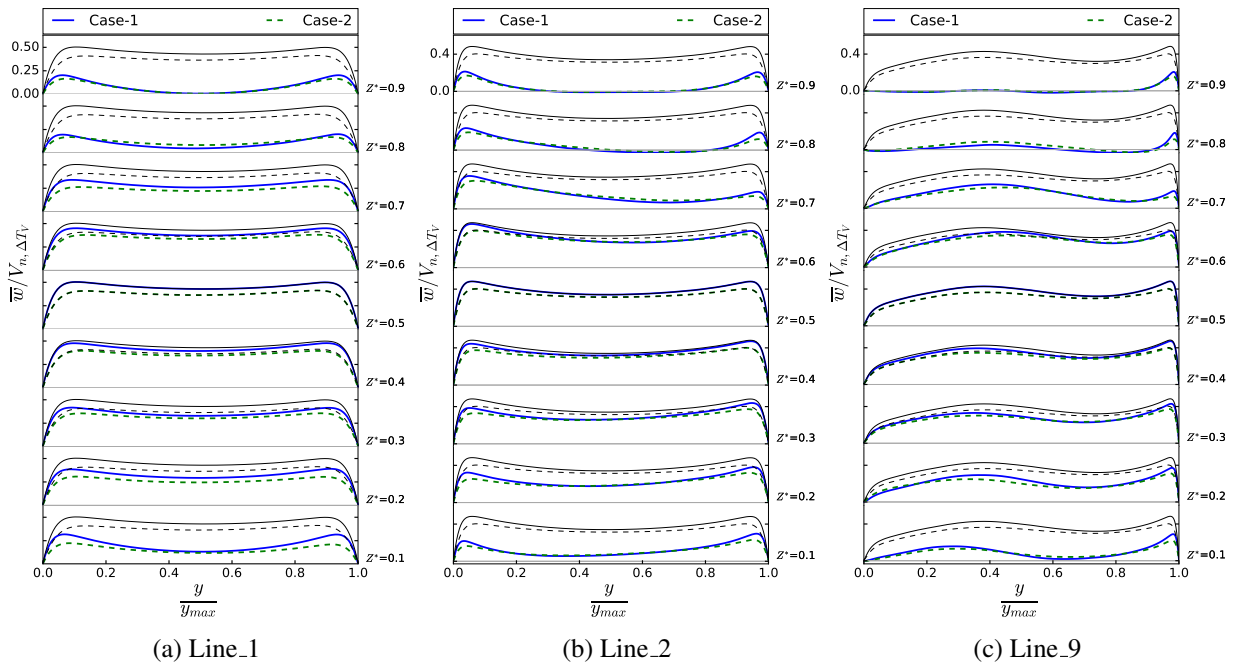 Case-1 Case-2
0.50
0.25
0.00
Z*=0.9
Z*=0.8
Z*=0.7
Z*=0.6
Z*=0.5
Z*=0.4
Z*=0.3
Z*=0.2
Z*=0.1
w̅/V_{n,ΔT_V}
0.0 0.2 0.4 0.6 0.8 1.0
y
y_{max}
(a) Line_1
Case-1 Case-2
0.4
0.0
Z*=0.9
Z*=0.8
Z*=0.7
Z*=0.6
Z*=0.5
Z*=0.4
Z*=0.3
Z*=0.2
Z*=0.1
w̅/V_{n,ΔT_V}
0.0 0.2 0.4 0.6 0.8 1.0
y
y_{max}
(b) Line_2
Case-1 Case-2
0.4
0.0
Z*=0.9
Z*=0.8
Z*=0.7
Z*=0.6
Z*=0.5
Z*=0.4
Z*=0.3
Z*=0.2
Z*=0.1
w̅/V_{n,ΔT_V}
0.0 0.2 0.4 0.6 0.8 1.0
y
y_{max}
(c) Line_9